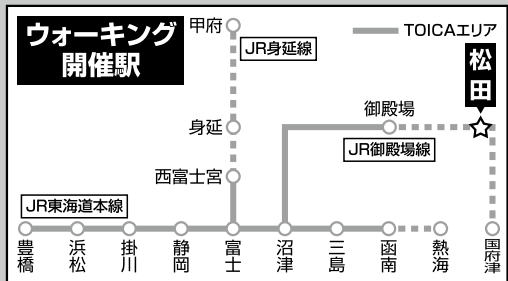 ウォーキング
開催駅
甲府
JR身延線
TOICAエリア
松田
身延
御殿場
JR御殿場線
西富士宮
JR東海道本線
豊橋
浜松
掛川
静岡
富士
沼津
三島
函南
熱海
国府津